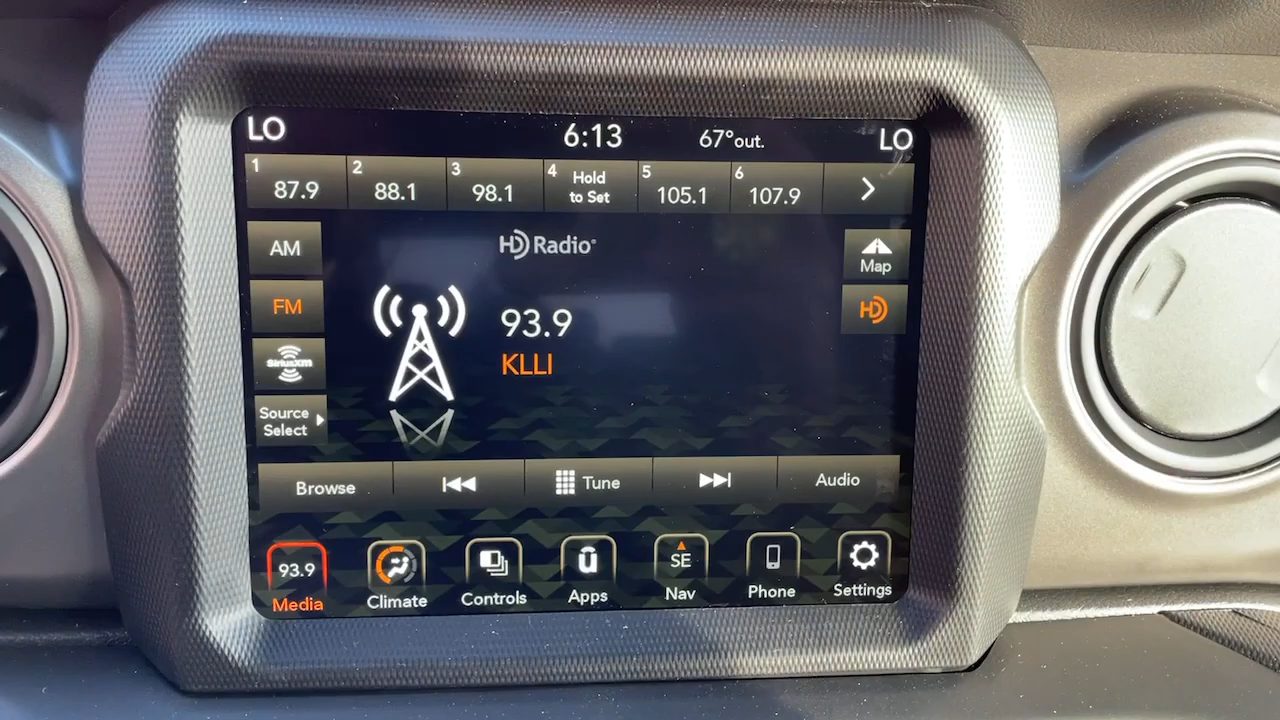 LO
6:13
67°out.
LO
1
87.9
2
88.1
3
98.1
4
Hold
to Set
5
105.1
6
107.9
AM
HD Radio
Map
FM
HD
93.9
KLLI
SiriusXM
Source
Select
Browse
Tune
Audio
93.9
Media
Climate
Controls
ū
Apps
SE
Nav
Phone
Settings